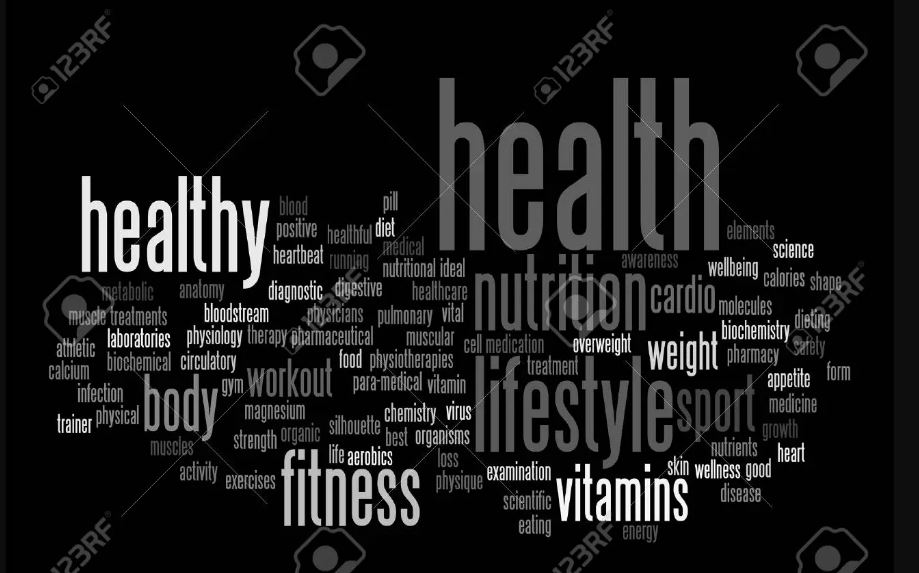 123RF
123RF
health
healthy
blood
pill
positive
healthful
diet
elements
heartbeat
running
medical
awareness
wellbeing
science
nutritional ideal
nutrition
cardio
calories
shape
metabolic
anatomy
diagnostic
digestive
healthcare
molecules
muscle treatments
bloodstream
physicians
pulmonary
vital
biochemistry
dieting
athletic
laboratories
physiology
therapy
pharmaceutical
muscular
cell
medication
overweight
weight
pharmacy
safety
calcium
biochemical
circulatory
food
physiotherapies
treatment
lifestyle
sport
appetite
form
infection
body
gym
workout
para-medical
vitamin
medicine
trainer
physical
magnesium
silhouette
chemistry
virus
growth
muscles
strength
organic
best
organisms
nutrients
heart
activity
exercises
life
aerobics
loss
examination
skin
wellness
good
fitness
physique
scientific
vitamins
disease
eating
energy
123RF
123RF
123RF
123RF
123RF
123RF